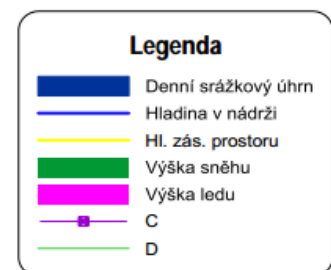 Legenda
Denní srážkový úhrn
Hladina v nádrži
Hl. zás. prostoru
Výška sněhu
Výška ledu
C
D